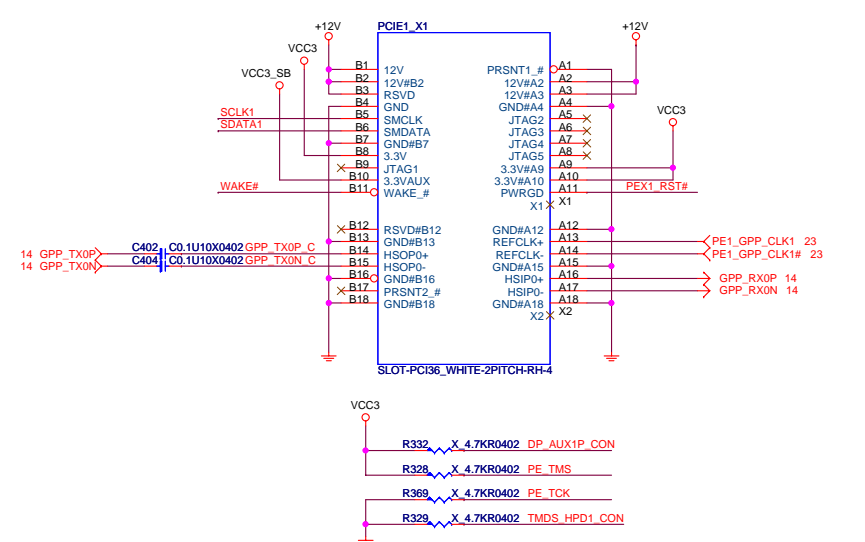 +12V PCIE1_X1 +12V
VCC3
VCC3_SB
VCC3
B1 12V PRSNT1_# A1
B2 12V#B2 12V#A2 A2
B3 RSVD 12V#A3 A3
B4 GND GND#A4 A4
SCLK1 B5 SMCLK JTAG2 A5
SDATA1 B6 SMDATA JTAG3 A6
B7 GND#B7 JTAG4 A7
B8 3.3V JTAG5 A8
B9 JTAG1 3.3V#A9 A9
B10 3.3VAUX 3.3V#A10 A10
WAKE# B11 WAKE_# PWRGD A11 PEX1_RST#
X1 X1
B12 RSVD#B12 GND#A12 A12
B13 GND#B13 REFCLK+ A13 PE1_GPP_CLK1 23
14 GPP_TX0P C402 C0.1U10X0402 GPP_TX0P_C B14 HSOP0+ REFCLK- A14 PE1_GPP_CLK1# 23
14 GPP_TX0N C404 C0.1U10X0402 GPP_TX0N_C B15 HSOP0- GND#A15 A15
B16 GND#B16 HSIP0+ A16 GPP_RX0P 14
B17 PRSNT2_# HSIP0- A17 GPP_RX0N 14
B18 GND#B18 GND#A18 A18
X2 X2
SLOT-PCI36_WHITE-2PITCH-RH-4
VCC3
R332 X_4.7KR0402 DP_AUX1P_CON
R328 X_4.7KR0402 PE_TMS
R369 X_4.7KR0402 PE_TCK
R329 X_4.7KR0402 TMDS_HPD1_CON